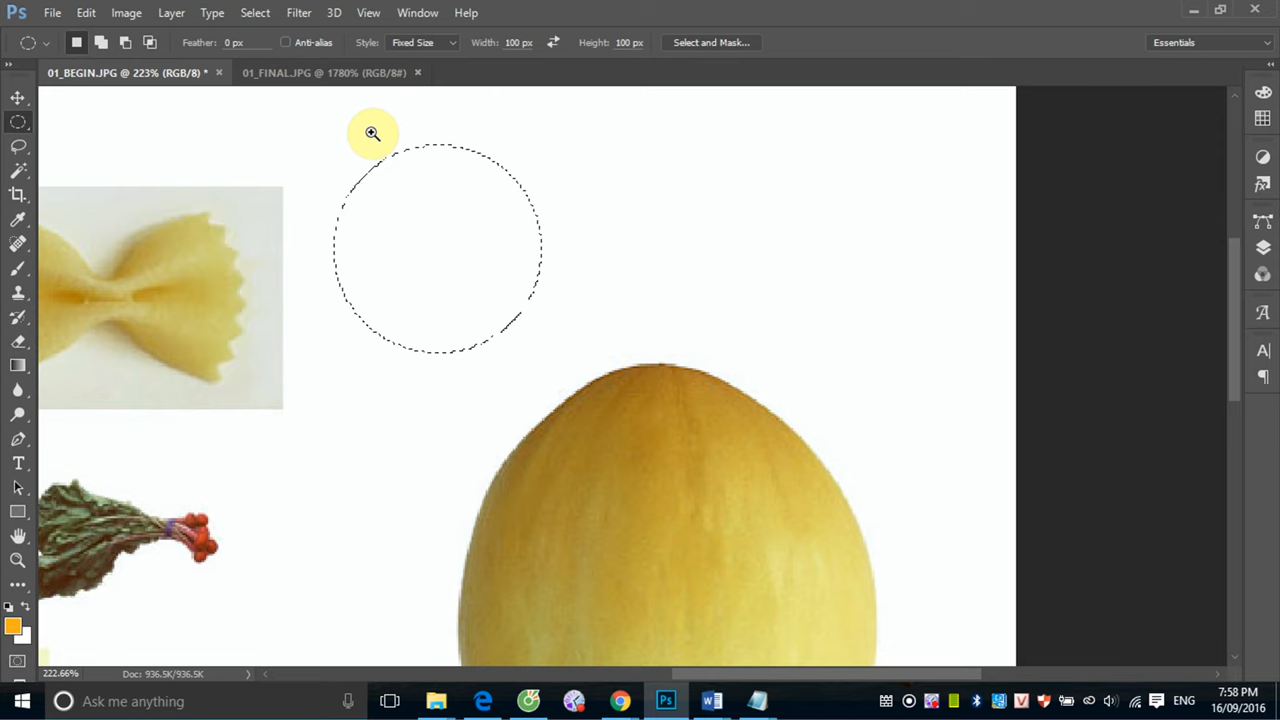 Ps File Edit Image Layer Type Select Filter 3D View Window Help
Feather: 0 px Anti-alias Style: Fixed Size Width: 100 px Height: 100 px Select and Mask... Essentials
01_BEGIN.JPG @ 223% (RGB/8) * × 01_FINAL.JPG @ 1780% (RGB/8#) ×
222.66% Doc: 936.5K/936.5K
Ask me anything
Ps
ENG
7:58 PM
16/09/2016